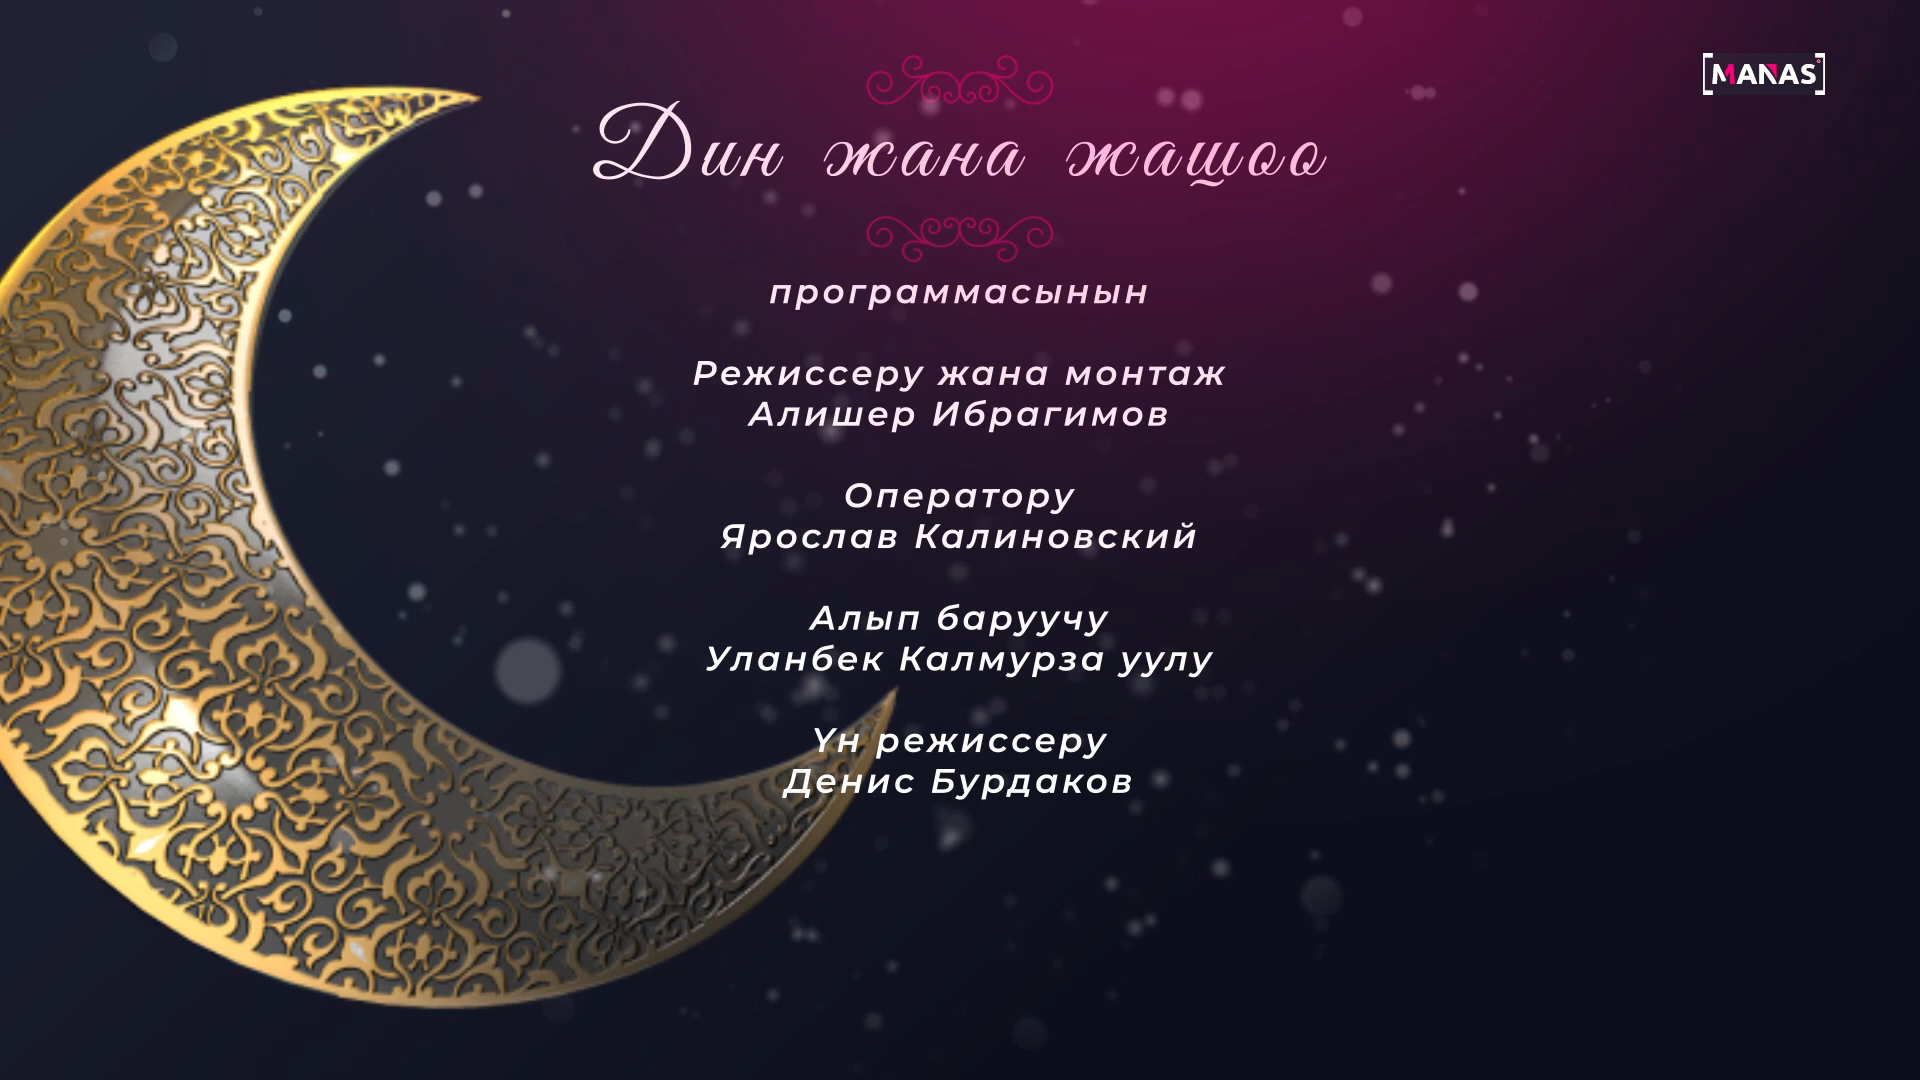 MANAS
Дин жана жашоо
программасынын
Режиссеру жана монтаж
Алишер Ибрагимов
Оператору
Ярослав Калиновский
Алып баруучу
Уланбек Калмурза уулу
Үн режиссеру
Денис Бурдаков